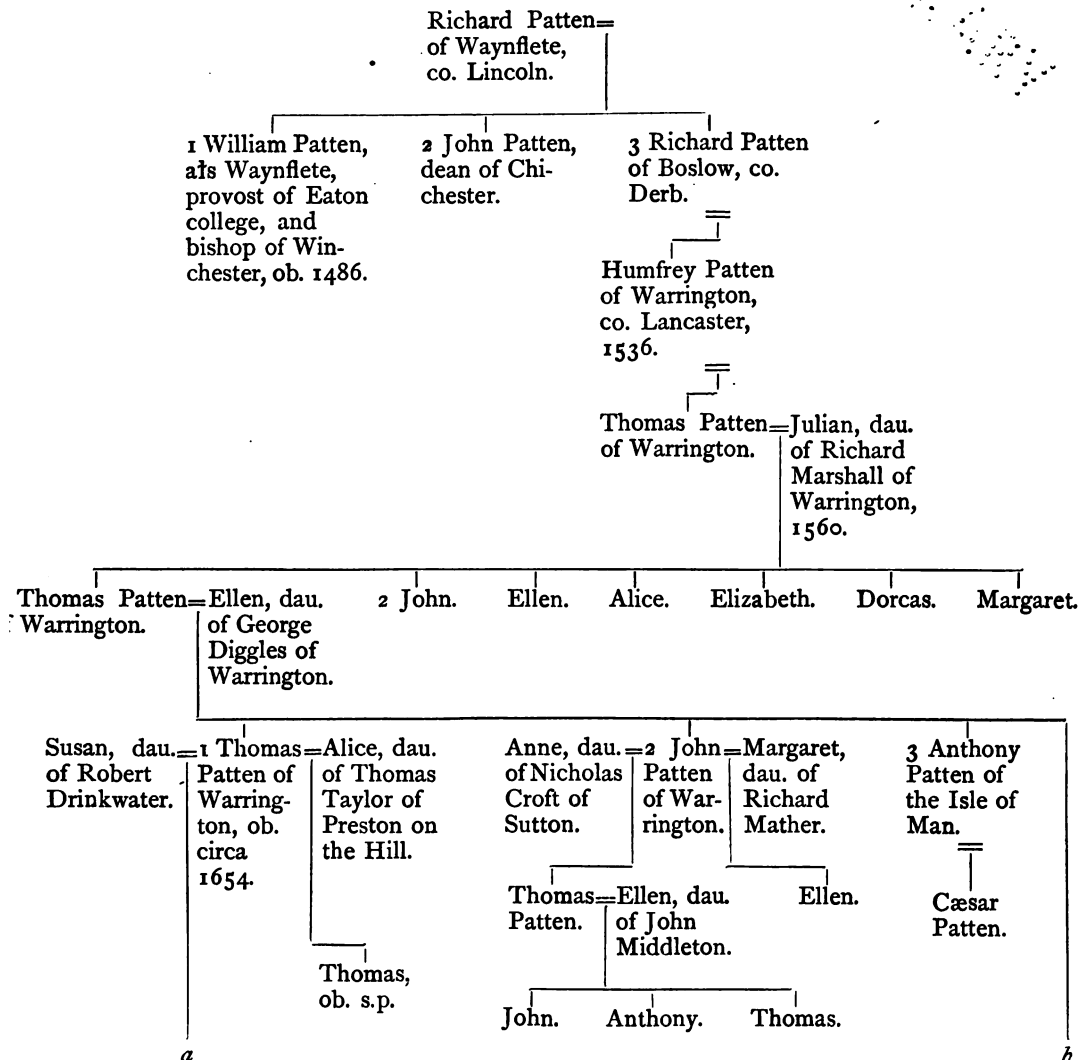 Richard Patten=
of Waynflete,
co. Lincoln.
1 William Patten,
ats Waynflete,
provost of Eaton
college, and
bishop of Win-
chester, ob. 1486.
2 John Patten,
dean of Chi-
chester.
3 Richard Patten
of Boslow, co.
Derb.
=
Humfrey Patten
of Warrington,
co. Lancaster,
1536.
=
Thomas Patten=Julian, dau.
of Warrington.
of Richard
Marshall of
Warrington,
1560.
Thomas Patten=Ellen, dau.
Warrington.
of George
Diggles of
Warrington.
2 John.
Ellen.
Alice.
Elizabeth.
Dorcas.
Margaret.
Susan, dau.=1 Thomas=Alice, dau.
of Robert
Drinkwater.
Patten of
Warring-
ton, ob.
circa
1654.
of Thomas
Taylor of
Preston on
the Hill.
Anne, dau.=2 John=Margaret,
of Nicholas
Croft of
Sutton.
Patten
of War-
rington.
dau. of
Richard
Mather.
3 Anthony
Patten of
the Isle of
Man.
=
Thomas,
ob. s.p.
Thomas=Ellen, dau.
Patten.
of John
Middleton.
Ellen.
Cæsar
Patten.
John.
Anthony.
Thomas.
a
b